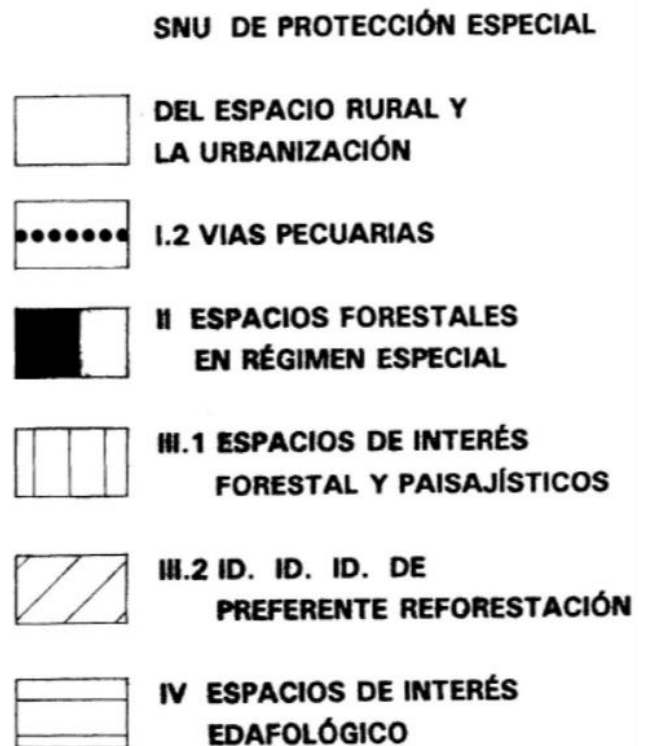 SNU DE PROTECCIÓN ESPECIAL
DEL ESPACIO RURAL Y
LA URBANIZACIÓN
I.2 VIAS PECUARIAS
II ESPACIOS FORESTALES
EN RÉGIMEN ESPECIAL
III.1 ESPACIOS DE INTERÉS
FORESTAL Y PAISAJÍSTICOS
III.2 ID. ID. ID. DE
PREFERENTE REFORESTACIÓN
IV ESPACIOS DE INTERÉS
EDAFOLÓGICO